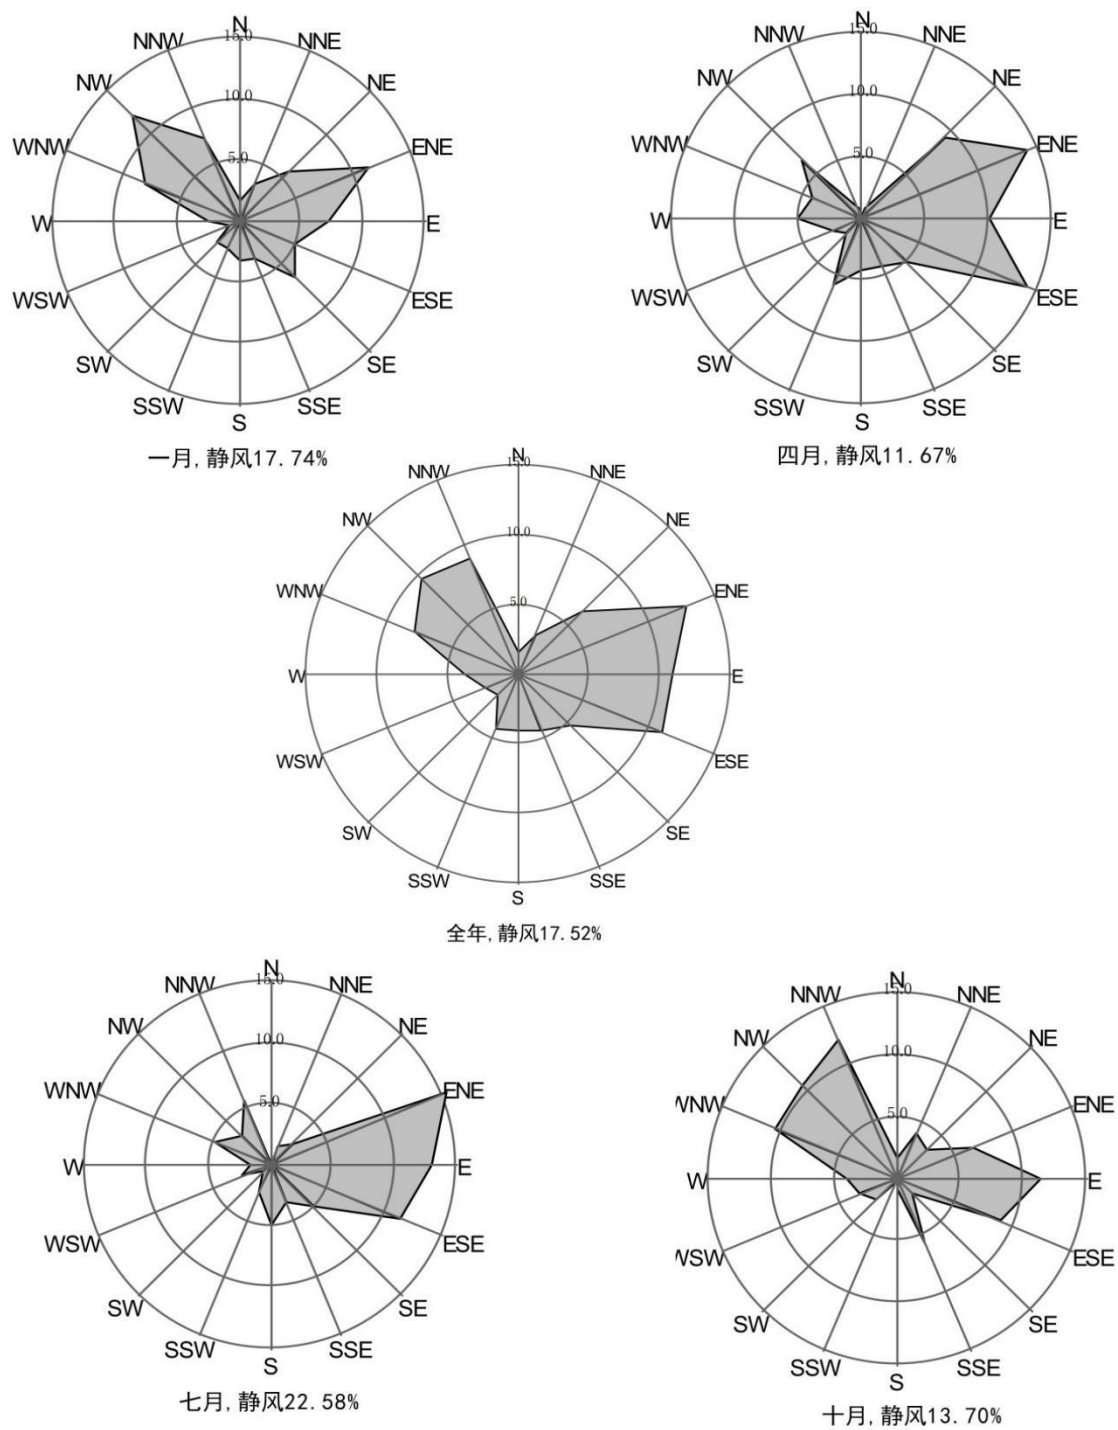 N
NNE
NE
ENE
E
ESE
SE
SSE
S
SSW
SW
WSW
W
WNW
NW
NNW
15.0
10.0
5.0
一月,静风17.74%
N
NNE
NE
ENE
E
ESE
SE
SSE
S
SSW
SW
WSW
W
WNW
NW
NNW
15.0
10.0
5.0
四月,静风11.67%
N
NNE
NE
ENE
E
ESE
SE
SSE
S
SSW
SW
WSW
W
WNW
NW
NNW
15.0
10.0
5.0
全年,静风17.52%
N
NNE
NE
ENE
E
ESE
SE
SSE
S
SSW
SW
WSW
W
WNW
NW
NNW
15.0
10.0
5.0
七月,静风22.58%
N
NNE
NE
ENE
E
ESE
SE
SSE
S
SSW
SW
WSW
W
WNW
NW
NNW
15.0
10.0
5.0
十月,静风13.70%